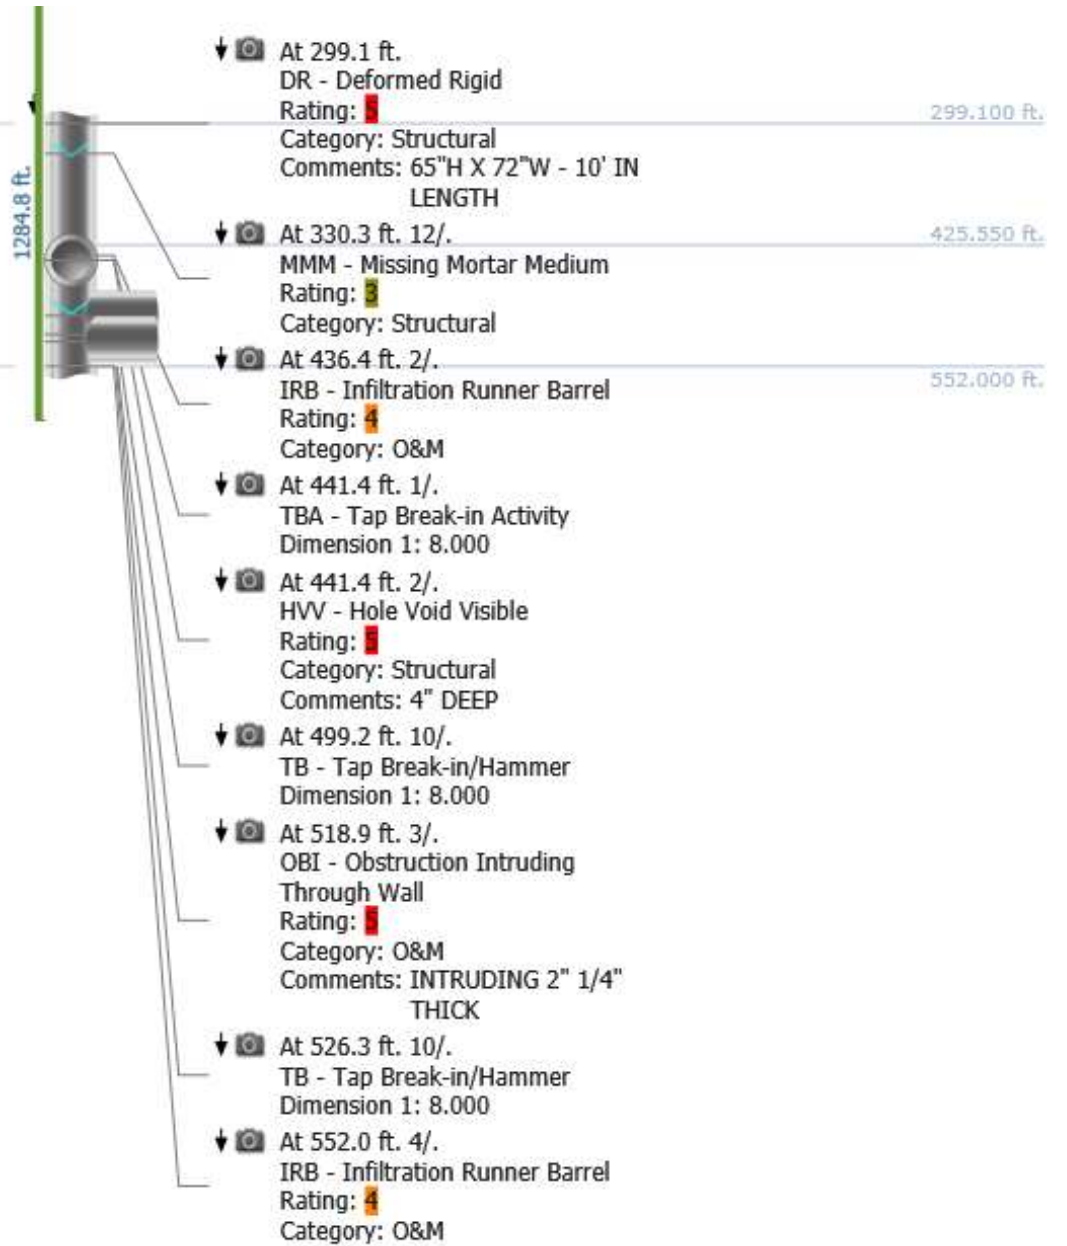 At 299.1 ft.
DR - Deformed Rigid
Rating: 5
299.100 ft.
Category: Structural
Comments: 65"H X 72"W - 10' IN
LENGTH
1284.8 ft.
At 330.3 ft. 12/.
425.550 ft.
MMM - Missing Mortar Medium
Rating: 3
Category: Structural
At 436.4 ft. 2/.
552.000 ft.
IRB - Infiltration Runner Barrel
Rating: 4
Category: O&M
At 441.4 ft. 1/.
TBA - Tap Break-in Activity
Dimension 1: 8.000
At 441.4 ft. 2/.
HVV - Hole Void Visible
Rating: 5
Category: Structural
Comments: 4" DEEP
At 499.2 ft. 10/.
TB - Tap Break-in/Hammer
Dimension 1: 8.000
At 518.9 ft. 3/.
OBI - Obstruction Intruding
Through Wall
Rating: 5
Category: O&M
Comments: INTRUDING 2" 1/4"
THICK
At 526.3 ft. 10/.
TB - Tap Break-in/Hammer
Dimension 1: 8.000
At 552.0 ft. 4/.
IRB - Infiltration Runner Barrel
Rating: 4
Category: O&M